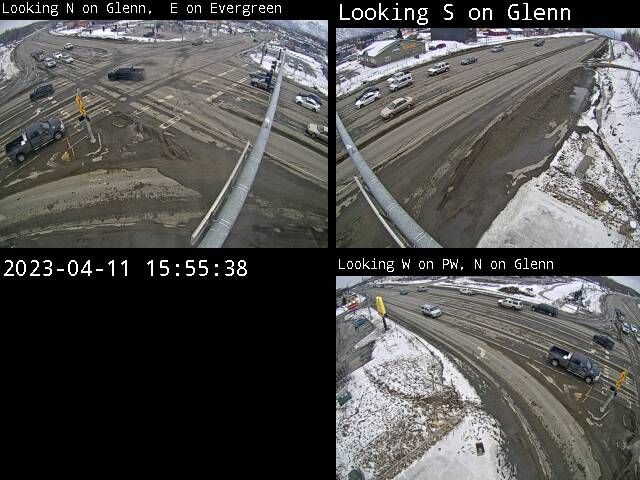 Looking N on Glenn,  E on Evergreen
Looking S on Glenn
2023-04-11 15:55:38
Looking W on PW, N on Glenn